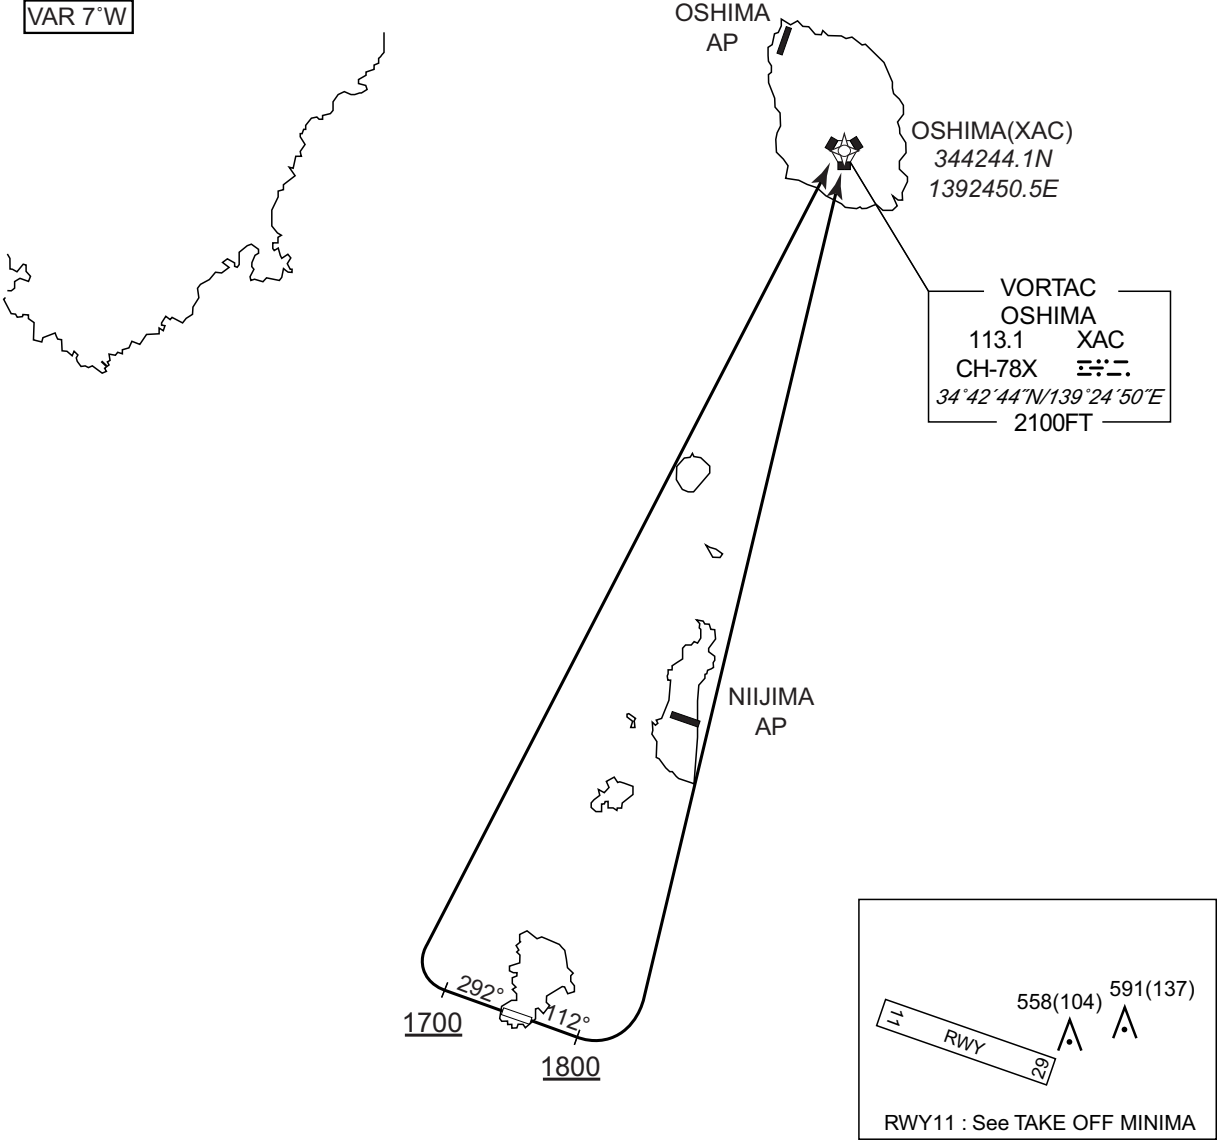 VAR 7˚W
OSHIMA
AP
OSHIMA(XAC)
344244.1N
1392450.5E
VORTAC
OSHIMA
113.1 XAC
CH-78X
34˚42´44˝N/139˚24´50˝E
2100FT
NIIJIMA
AP
292°
112°
1700
1800
558(104)
591(137)
11
RWY
29
RWY11 : See TAKE OFF MINIMA